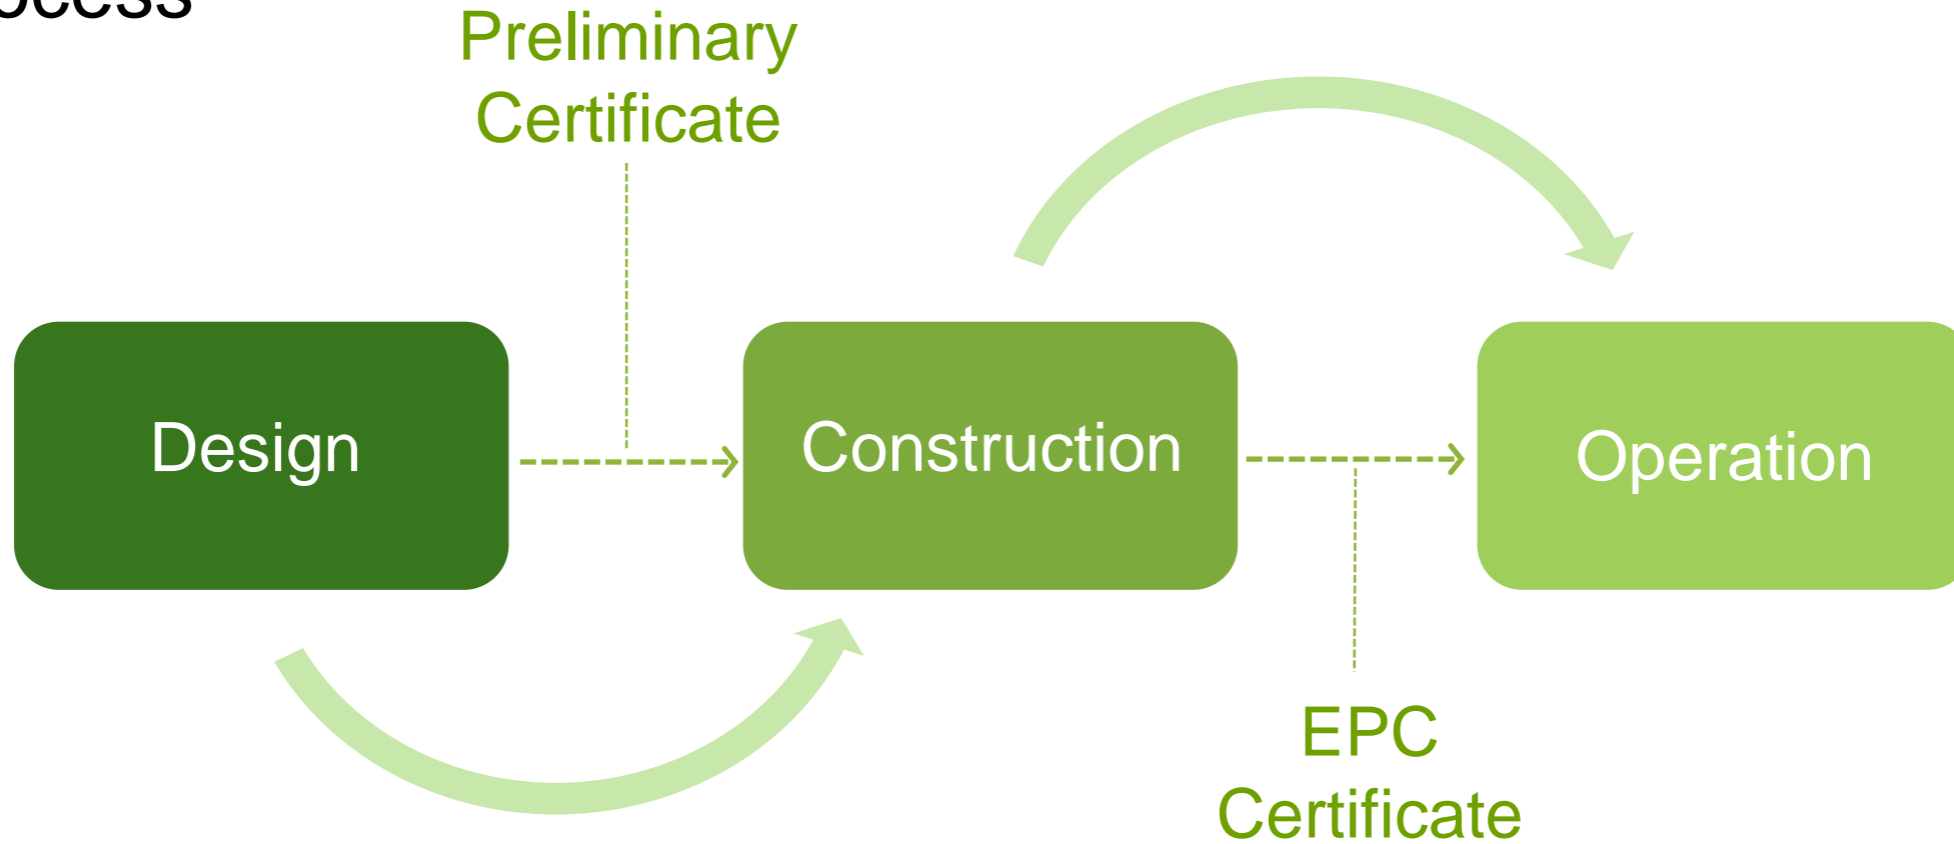 Preliminary
Certificate
Design
Construction
Operation
EPC
Certificate